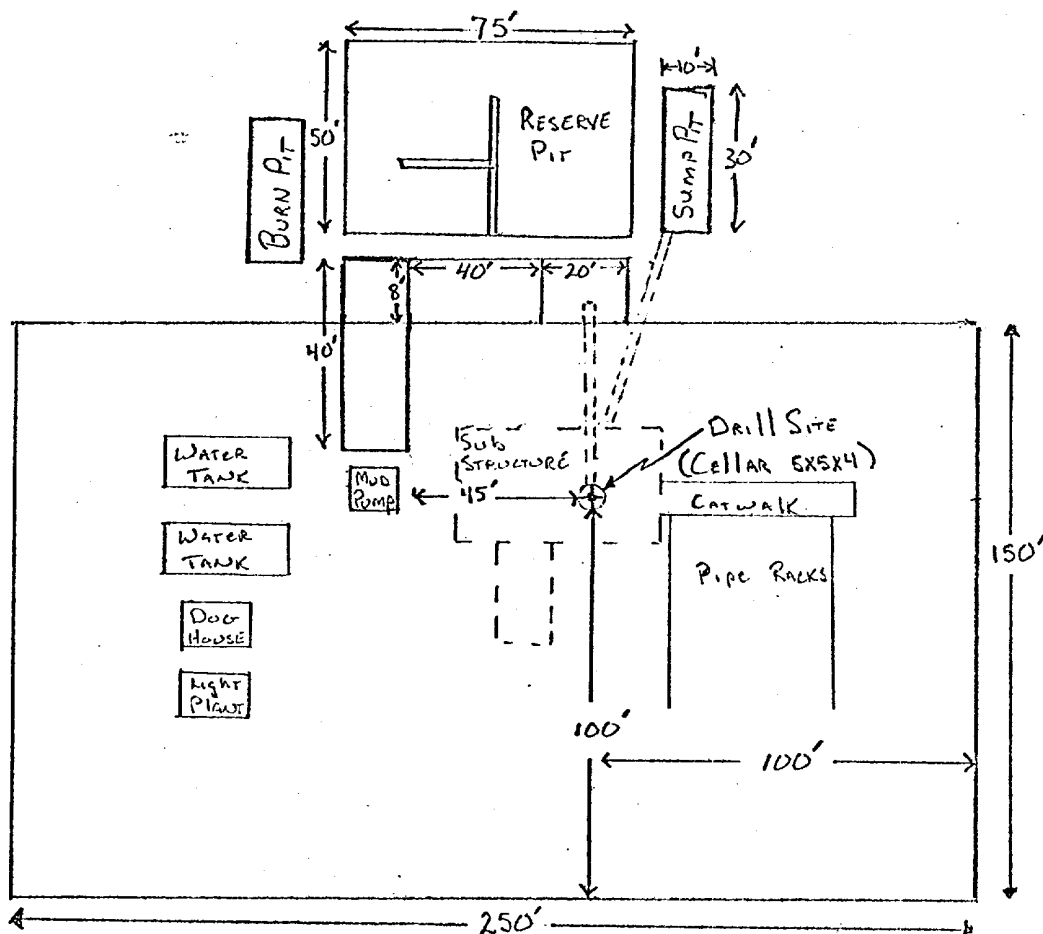 75'
10'
50'
RESERVE
PIT
BURN PIT
SUMP PIT
30'
40'
20'
8'
40'
DRILL SITE
(CELLAR 5X5X4)
SUB
STRUCTURE
WATER
TANK
MUD
PUMP
45'
CATWALK
WATER
TANK
PIPE RACKS
150'
DOG
HOUSE
LIGHT
PLANT
100'
100'
250'